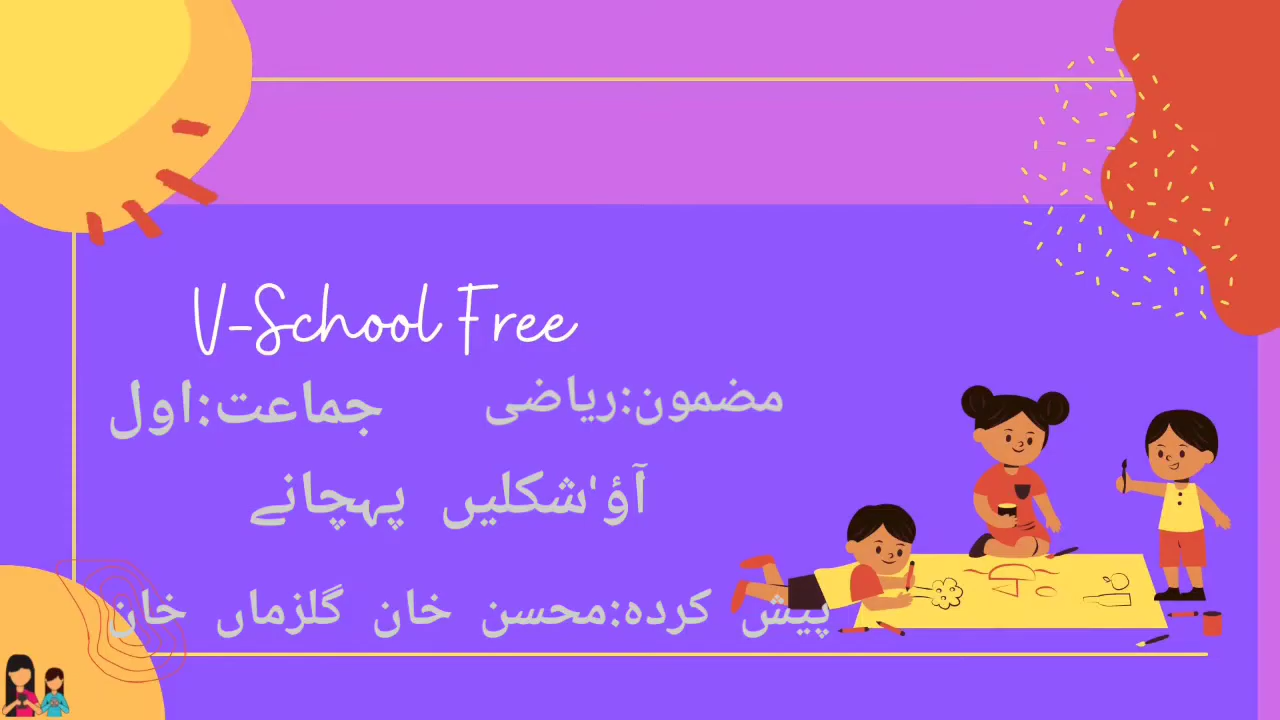 V-School Free
مضمون:ریاضی جماعت:اول
آؤ'شکلیں پہچانے
پیش کردہ:محسن خان گلزماں خان